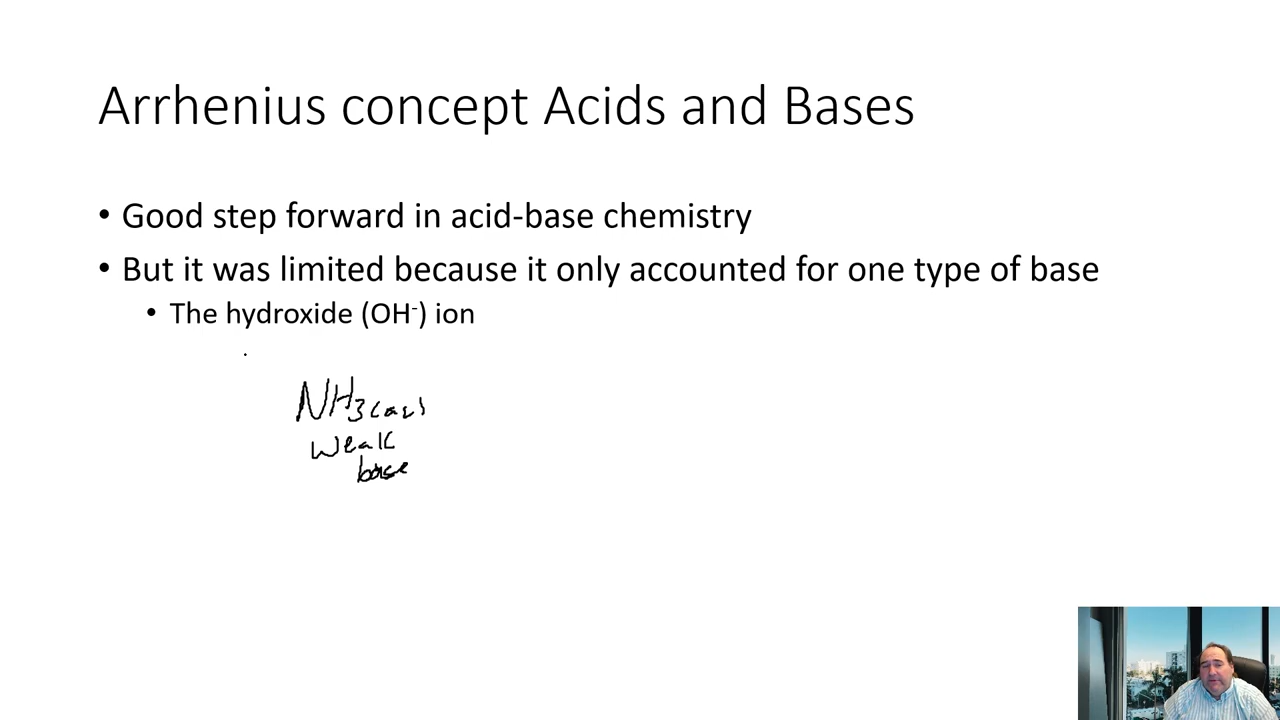 Arrhenius concept Acids and Bases
• Good step forward in acid-base chemistry
• But it was limited because it only accounted for one type of base
• The hydroxide (OH⁻) ion
NH₃(aq)
weak
base